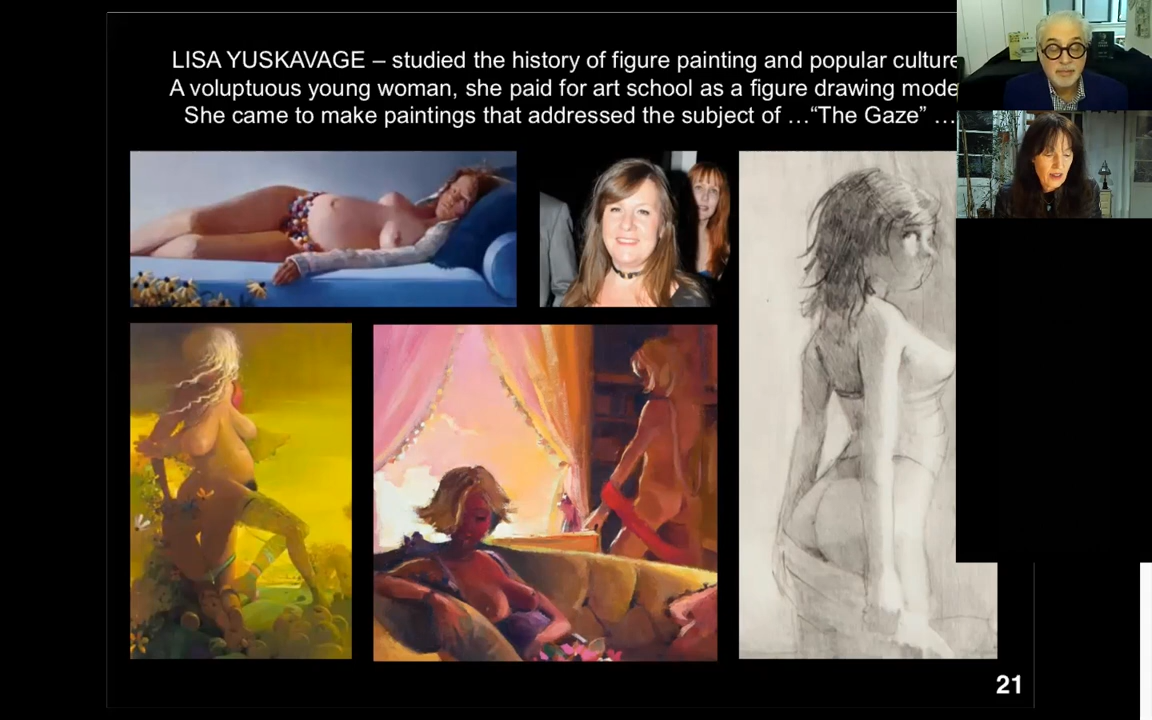 LISA YUSKAVAGE – studied the history of figure painting and popular culture
A voluptuous young woman, she paid for art school as a figure drawing mode
She came to make paintings that addressed the subject of …“The Gaze” …
21